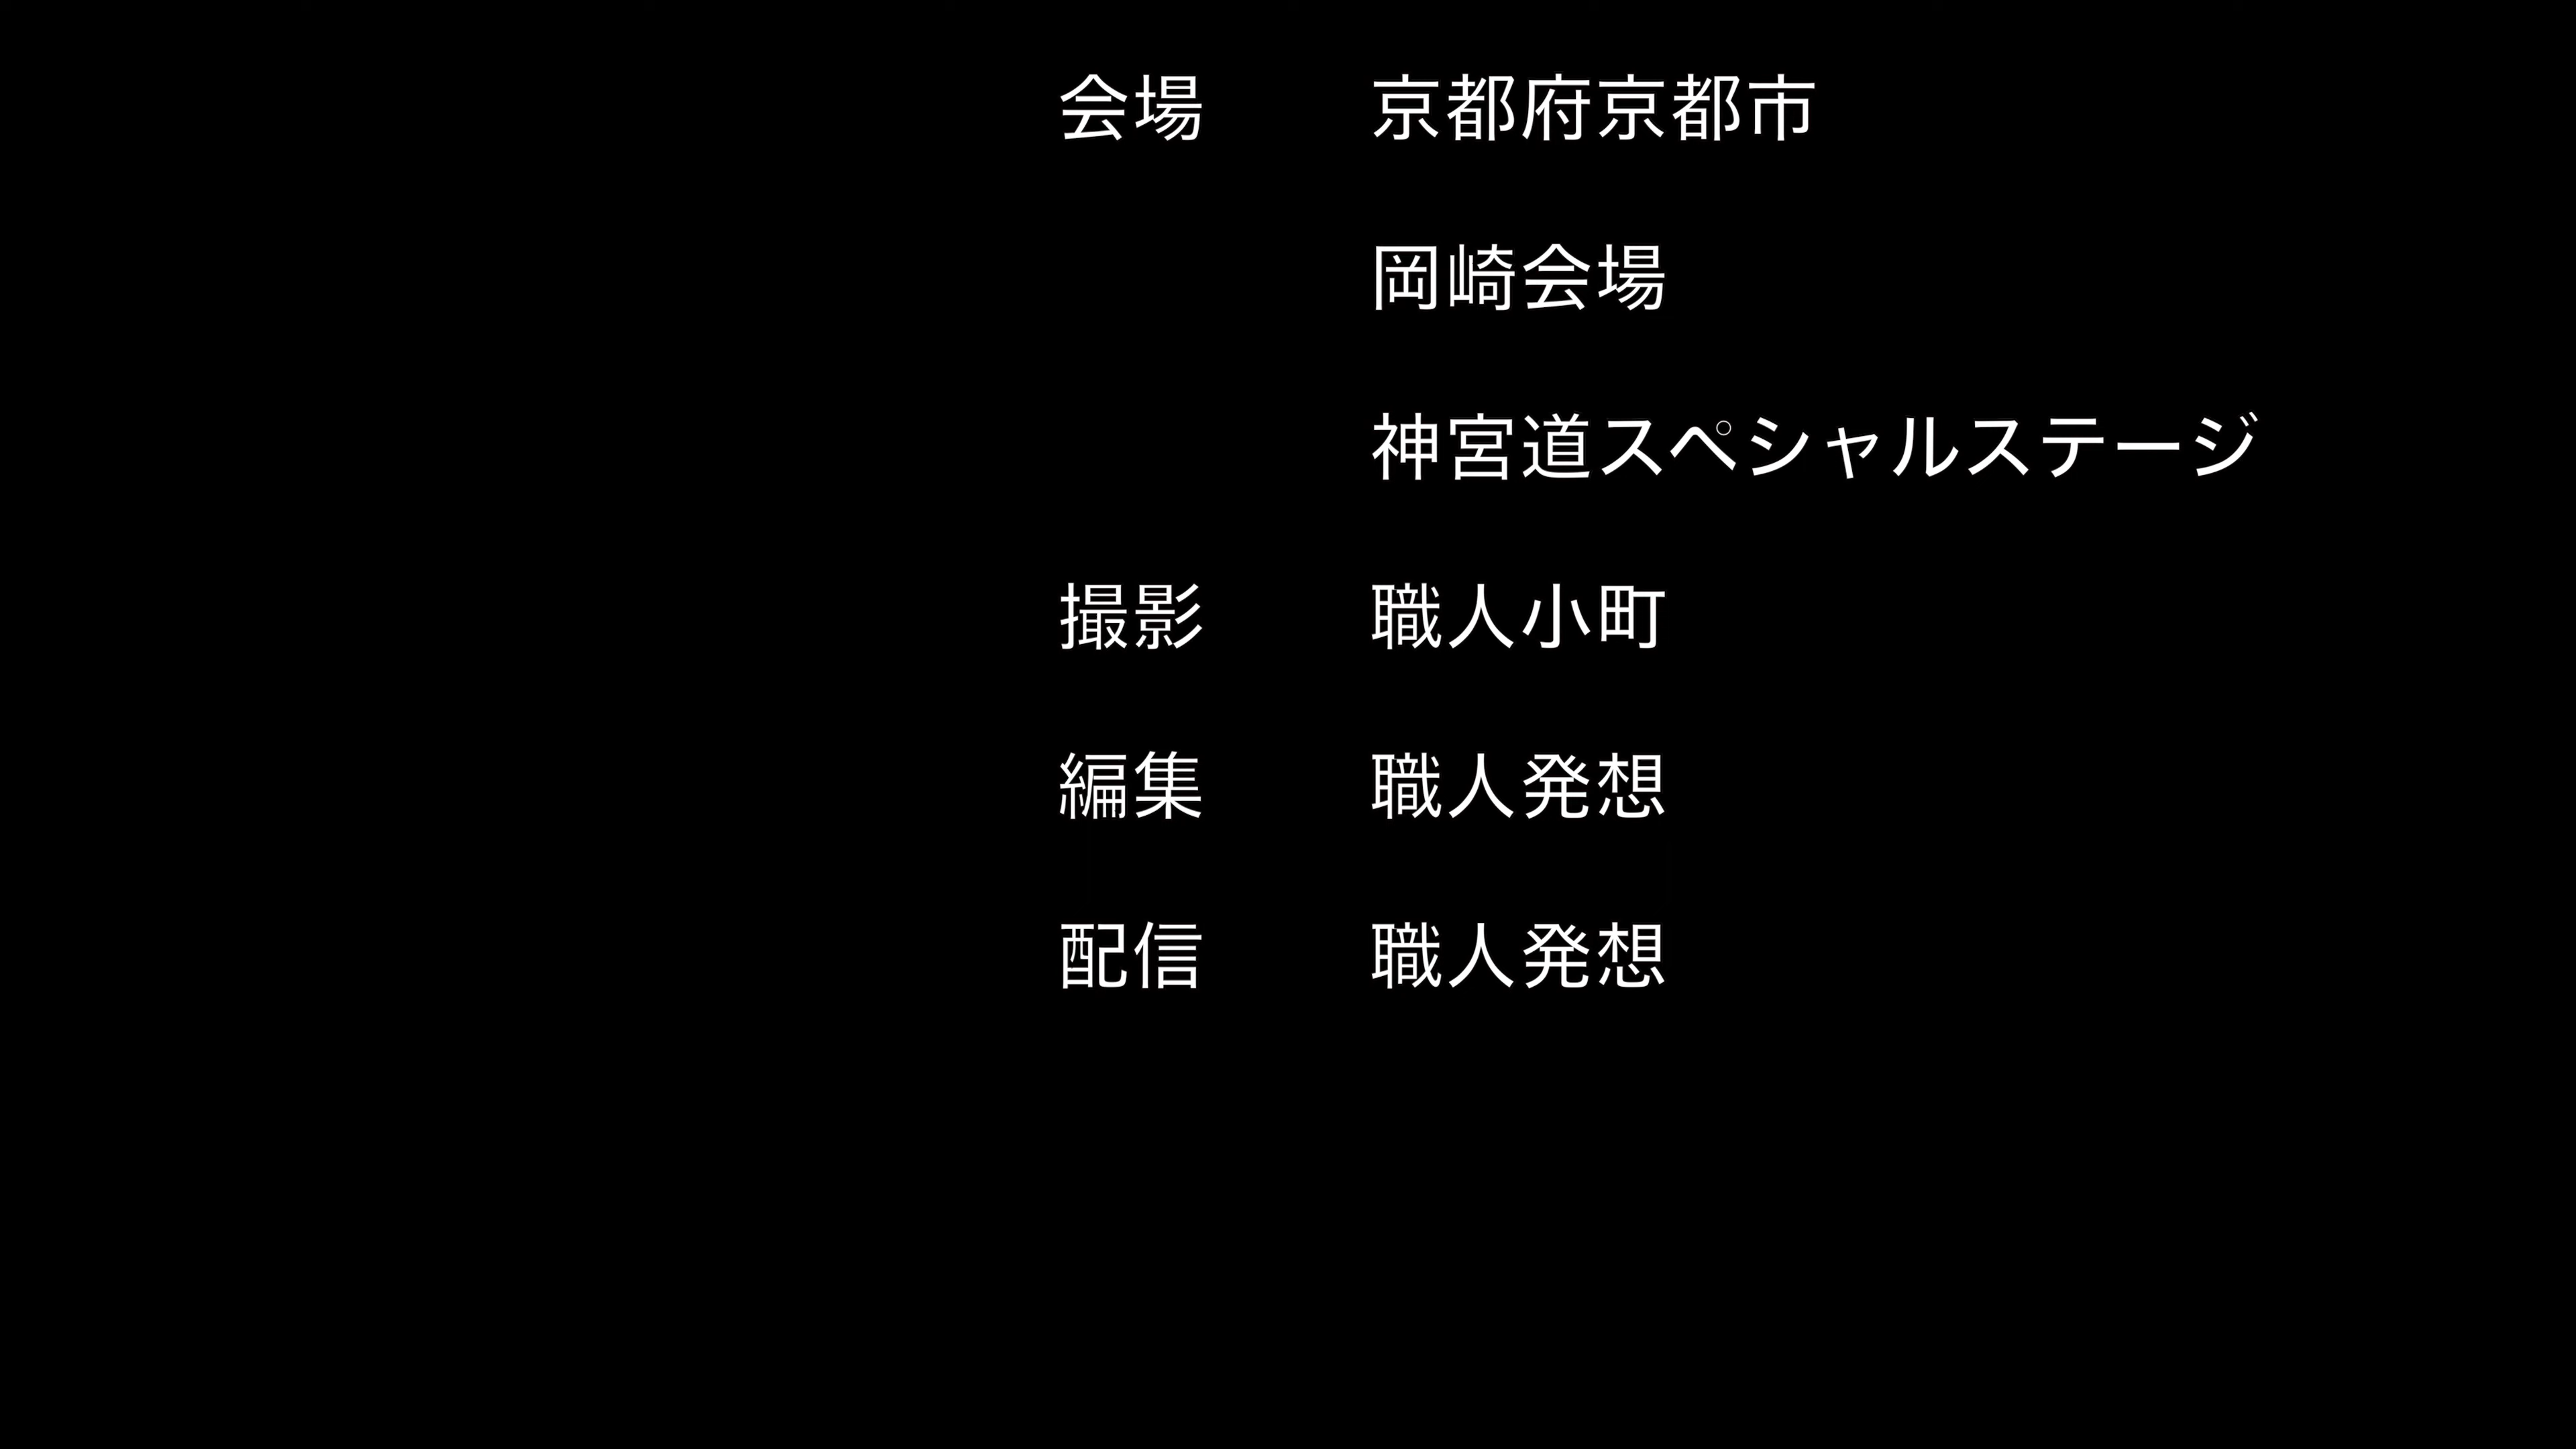 会場 京都府京都市
岡崎会場
神宮道スペシャルステージ
撮影 職人小町
編集 職人発想
配信 職人発想